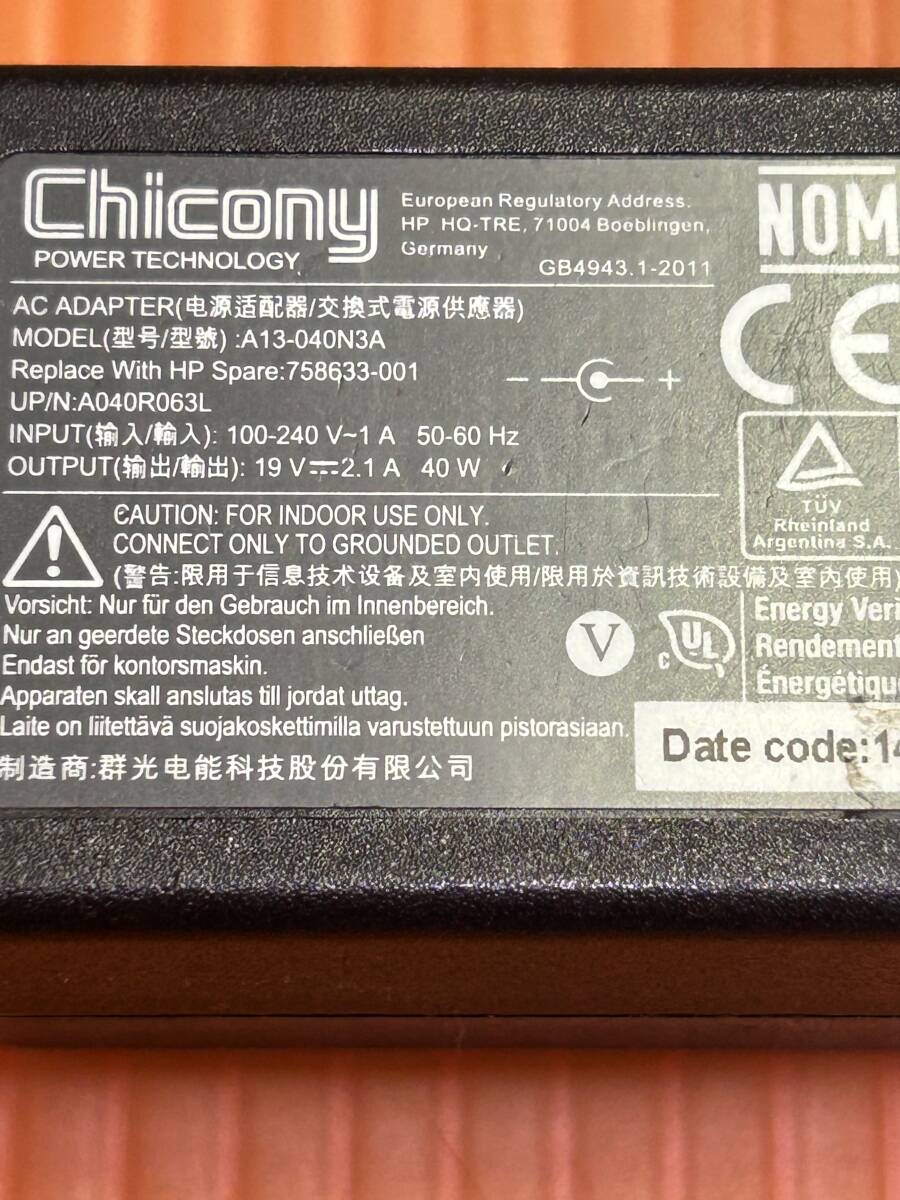 Chicony
POWER TECHNOLOGY
European Regulatory Address.
HP HQ-TRE, 71004 Boeblingen,
Germany
GB4943.1-2011
NOM
CE
AC ADAPTER(电源适配器/交換式電源供應器)
MODEL(型号/型號) :A13-040N3A
Replace With HP Spare:758633-001
UP/N:A040R063L
INPUT(输入/輸入): 100-240 V~1 A 50-60 Hz
OUTPUT(输出/輸出): 19 V⎓2.1 A 40 W
- +
TÜV
Rheinland
Argentina S.A.
CAUTION: FOR INDOOR USE ONLY.
CONNECT ONLY TO GROUNDED OUTLET.
(警告:限用于信息技术设备及室内使用/限用於資訊技術設備及室內使用)
Vorsicht: Nur für den Gebrauch im Innenbereich.
Nur an geerdete Steckdosen anschließen
Endast för kontorsmaskin.
Apparaten skall anslutas till jordat uttag.
Laite on liitettävä suojakoskettimilla varustettuun pistorasiaan.
制造商:群光电能科技股份有限公司
V
c UL
Energy Veri
Rendement
Énergétique
Date code:14